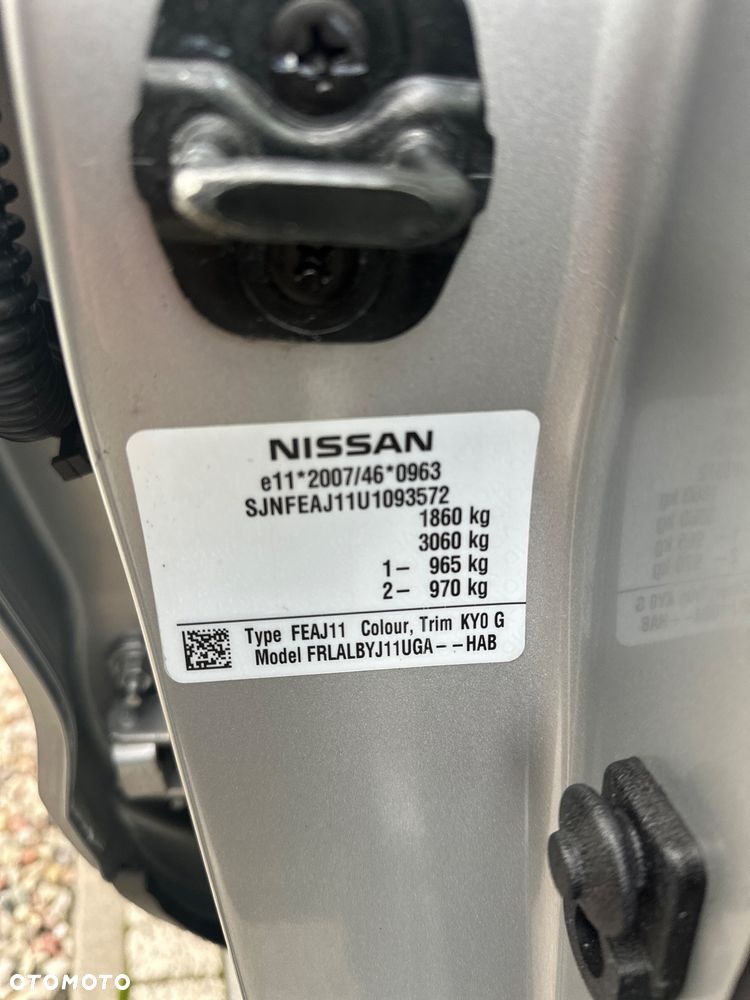 NISSAN
e11*2007/46*0963
SJNFEAJ11U1093572
1860 kg
3060 kg
1- 965 kg
2- 970 kg
Type FEAJ11 Colour, Trim KY0 G
Model FRLALBYJ11UGA--HAB
OTOMOTO